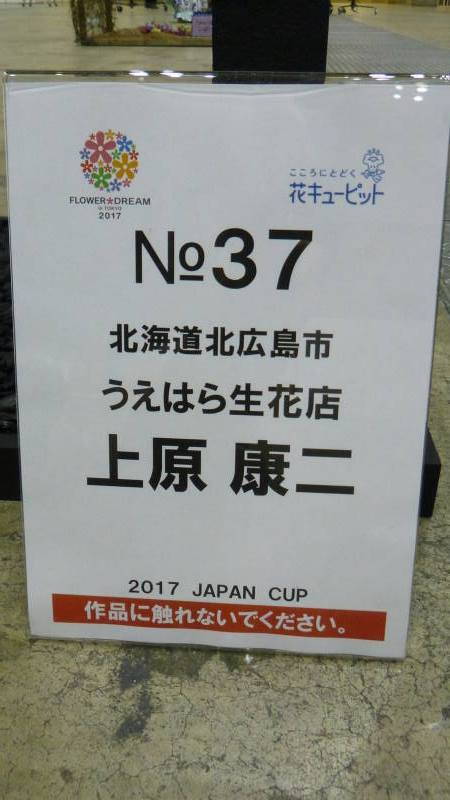 FLOWER★DREAM
in TOKYO
2017
こころにとどく
花キューピット
№37
北海道北広島市
うえはら生花店
上原 康二
2017 JAPAN CUP
作品に触れないでください。